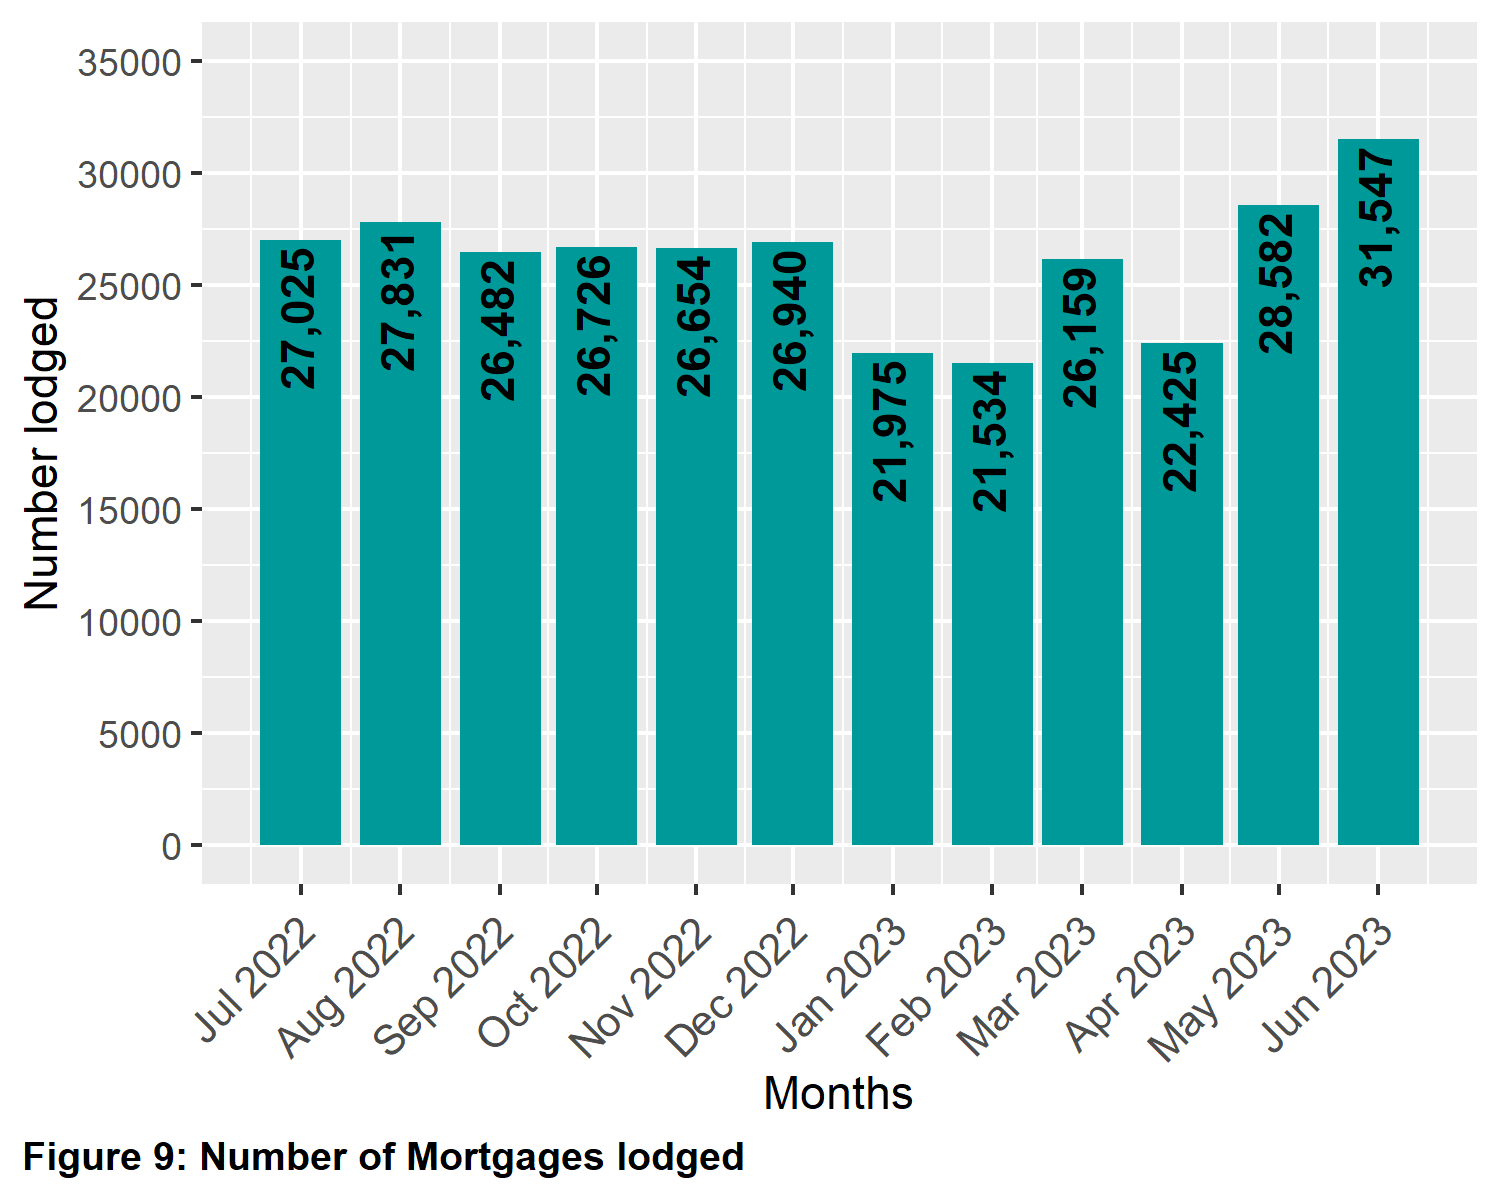 35000
30000
25000
20000
15000
10000
5000
0
Number lodged
27,025
27,831
26,482
26,726
26,654
26,940
21,975
21,534
26,159
22,425
28,582
31,547
Jul 2022
Aug 2022
Sep 2022
Oct 2022
Nov 2022
Dec 2022
Jan 2023
Feb 2023
Mar 2023
Apr 2023
May 2023
Jun 2023
Months
Figure 9: Number of Mortgages lodged